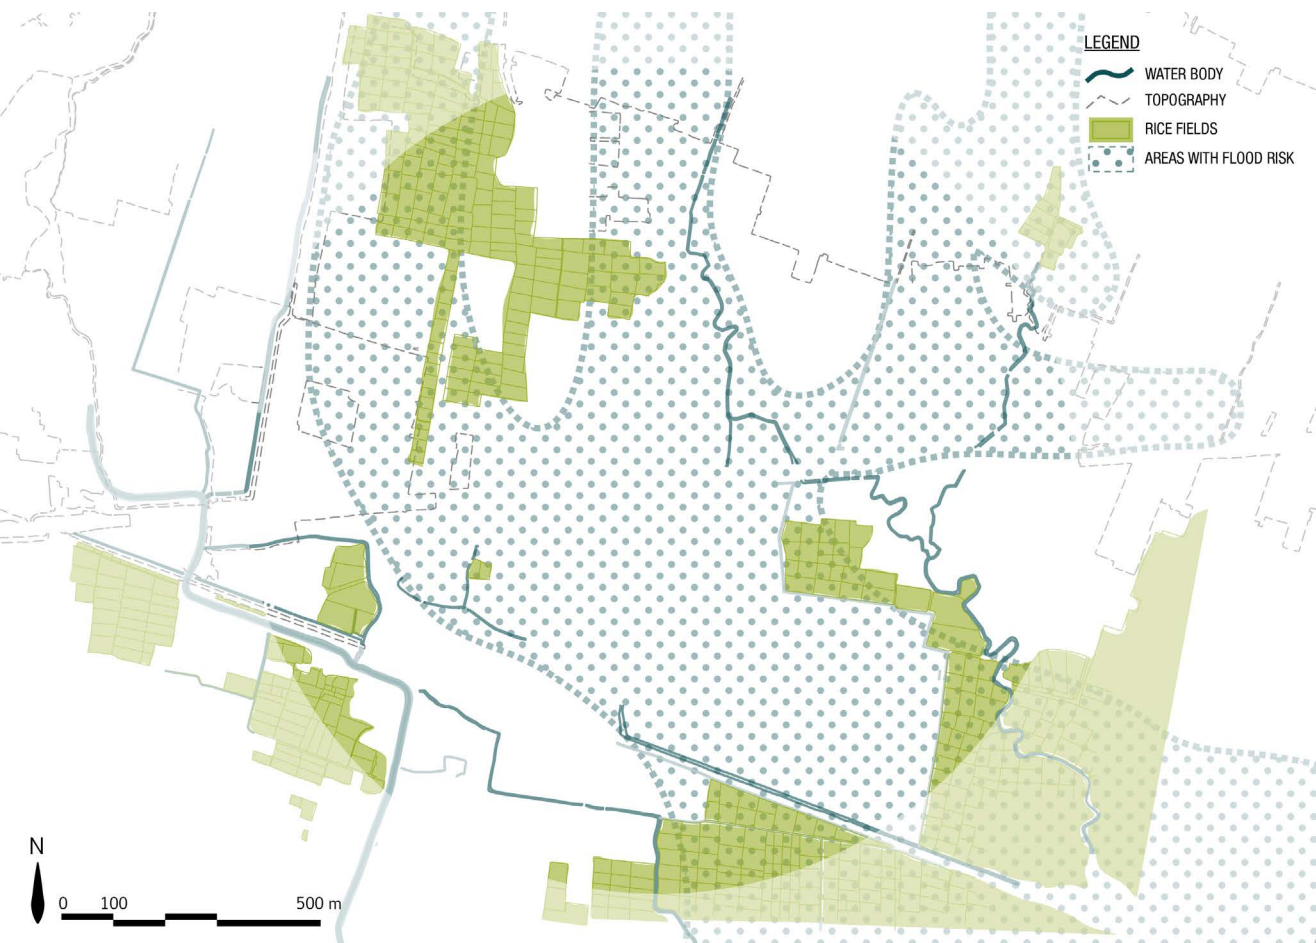 LEGEND
WATER BODY
TOPOGRAPHY
RICE FIELDS
AREAS WITH FLOOD RISK
N
0 100 500 m